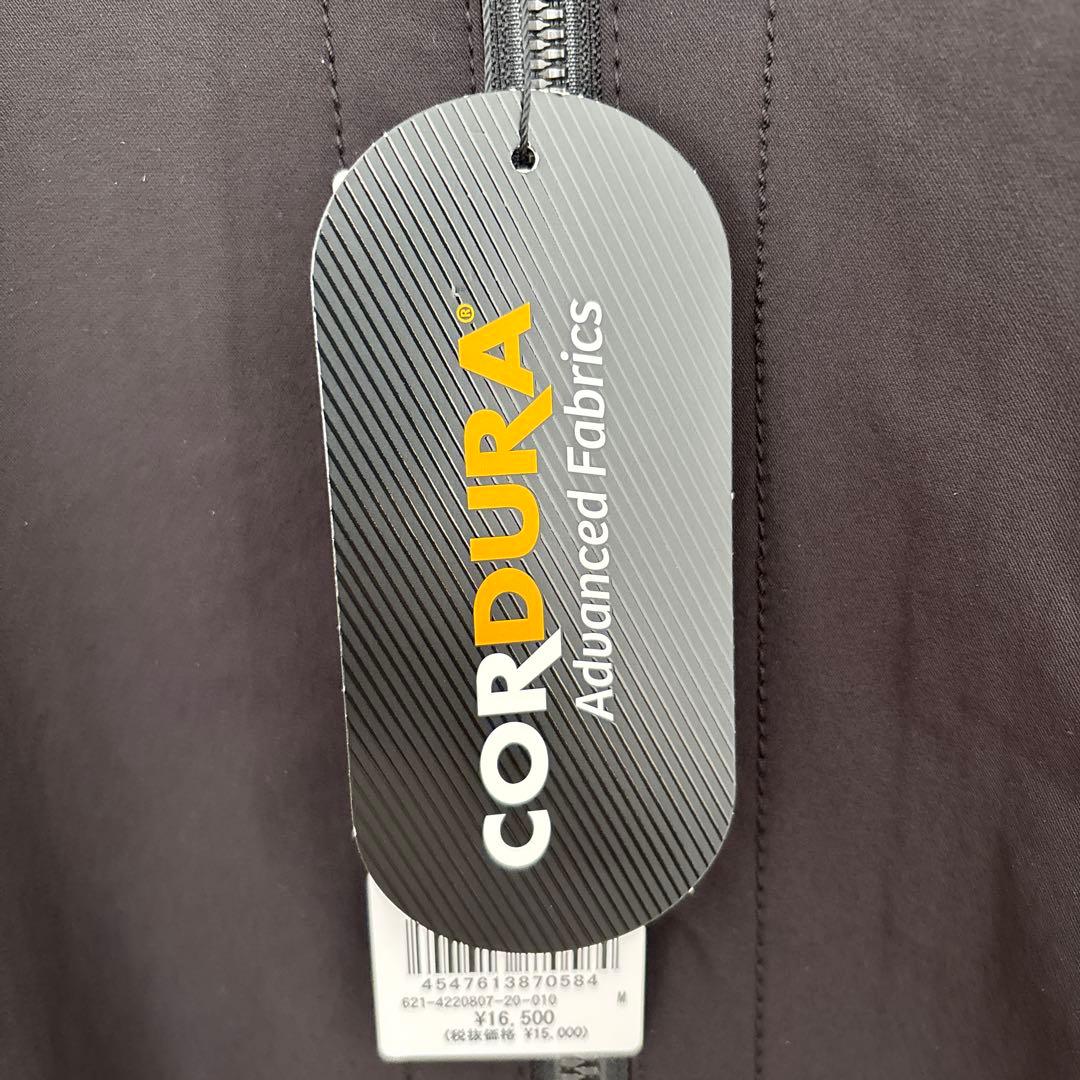 CORDURA®
Advanced Fabrics
4547613870584
621-4220807-20-010 M
¥16,500
(税抜価格 ¥15,000)